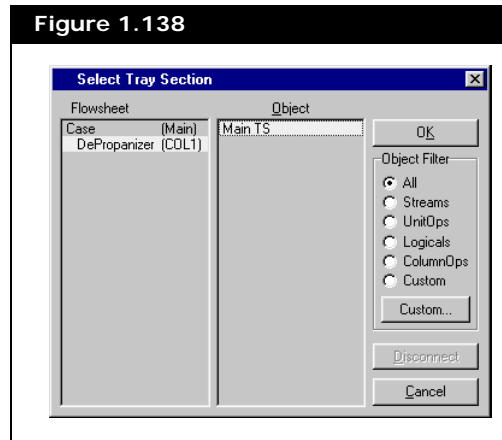 Figure 1.138
Select Tray Section
Flowsheet
Object
Case (Main)
DePropanizer (COL1)
Main TS
OK
Object Filter
All
Streams
UnitOps
Logicals
ColumnOps
Custom
Custom...
Disconnect
Cancel